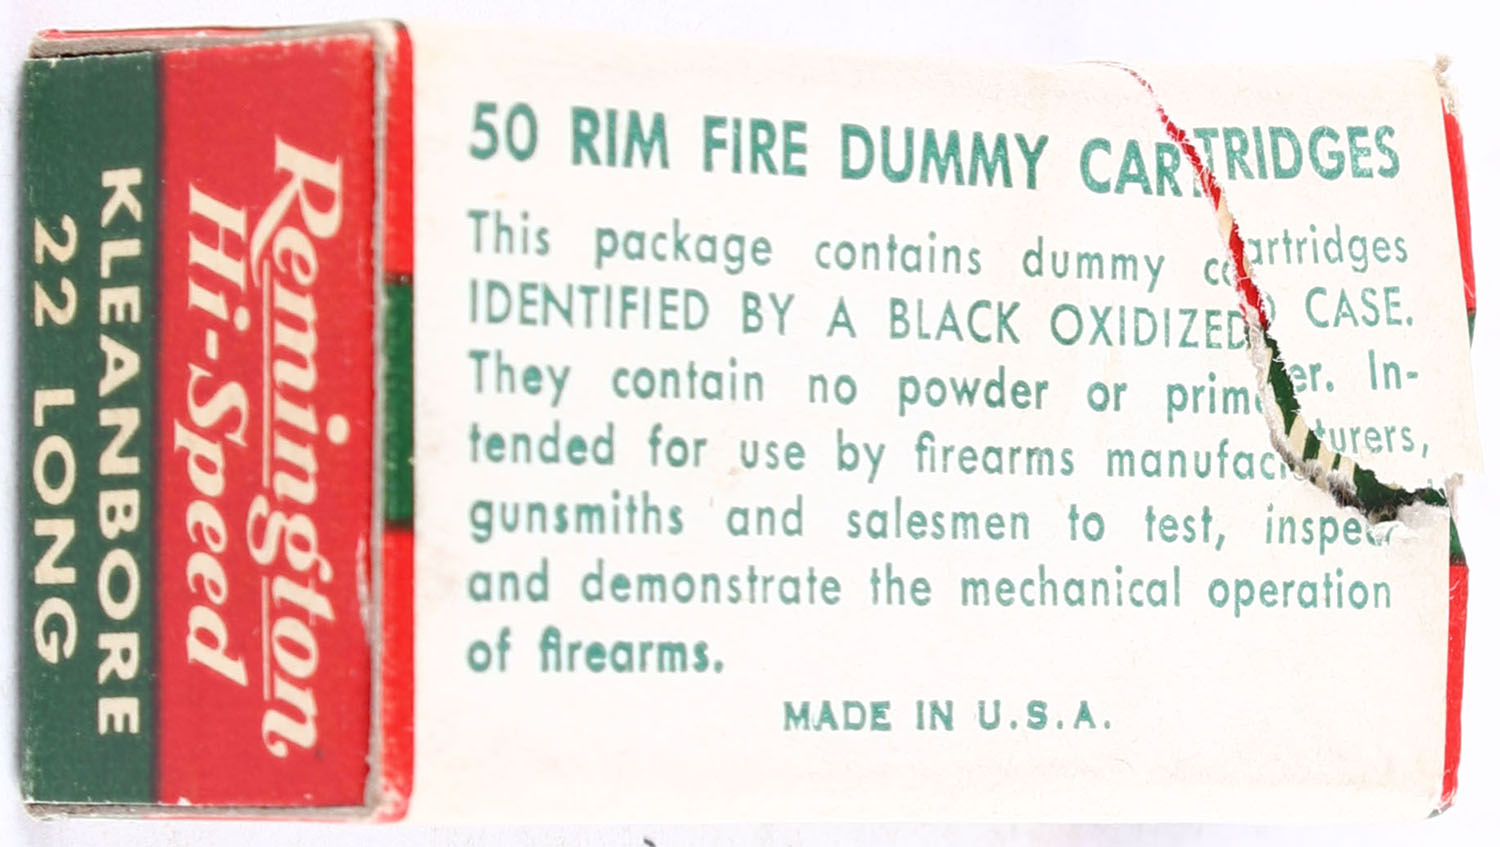 Remington
Hi-Speed
KLEANBORE
22 LONG
50 RIM FIRE DUMMY CARTRIDGES
This package contains dummy cartridges
IDENTIFIED BY A BLACK OXIDIZED CASE.
They contain no powder or primer. In-
tended for use by firearms manufacturers,
gunsmiths and salesmen to test, inspect
and demonstrate the mechanical operation
of firearms.
MADE IN U.S.A.